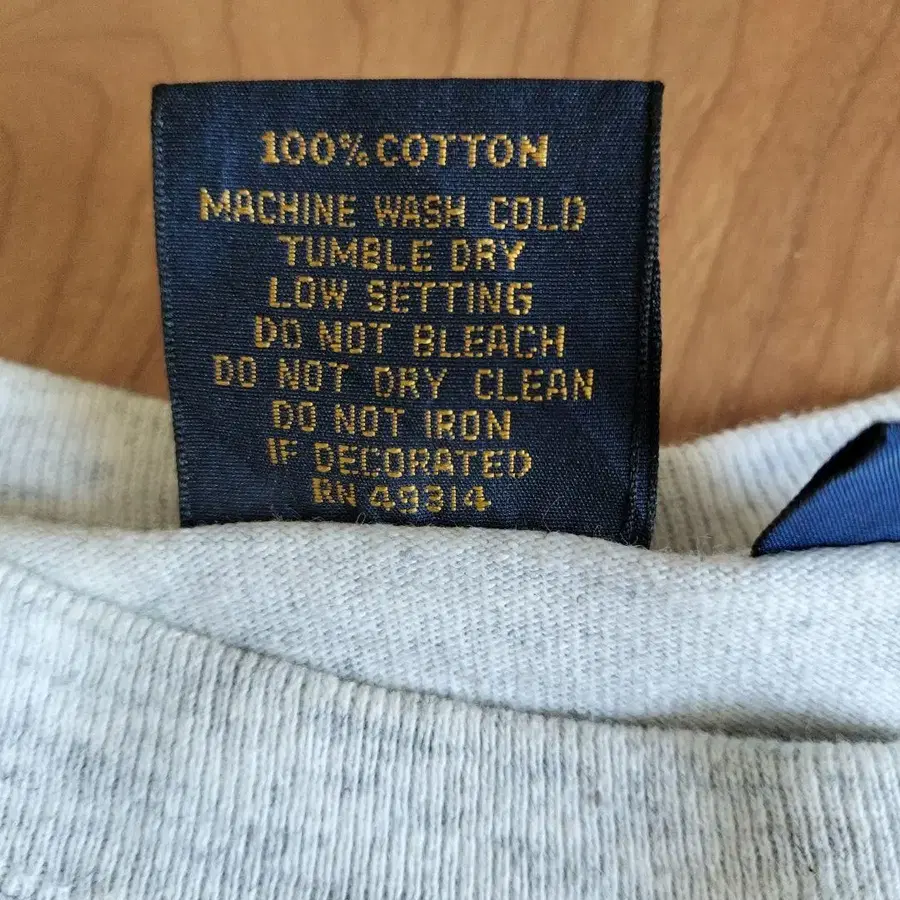 100% COTTON
MACHINE WASH COLD
TUMBLE DRY
LOW SETTING
DO NOT BLEACH
DO NOT DRY CLEAN
DO NOT IRON
IF DECORATED
RN 49314